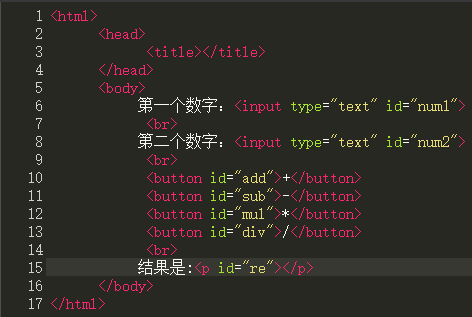 1 <html>
2 <head>
3 <title></title>
4 </head>
5 <body>
6 第一个数字：<input type="text" id="num1">
7 <br>
8 第二个数字：<input type="text" id="num2">
9 <br>
10 <button id="add">+</button>
11 <button id="sub">-</button>
12 <button id="mul">*</button>
13 <button id="div">/</button>
14 <br>
15 结果是:<p id="re"></p>
16 </body>
17 </html>